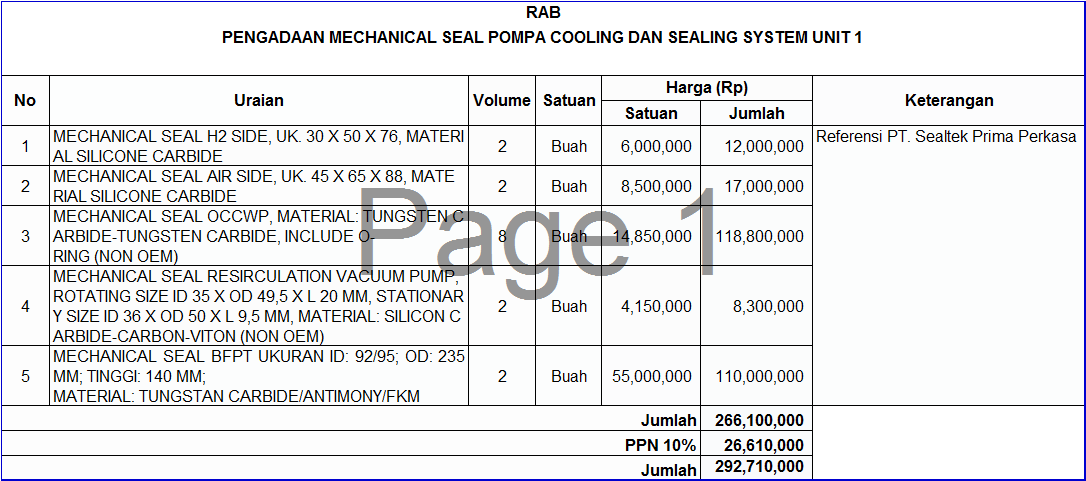 RAB
PENGADAAN MECHANICAL SEAL POMPA COOLING DAN SEALING SYSTEM UNIT 1
No Uraian Volume Satuan Harga (Rp) Keterangan
Satuan Jumlah
1 MECHANICAL SEAL H2 SIDE, UK. 30 X 50 X 76, MATERI 2 Buah 6,000,000 12,000,000 Referensi PT. Sealtek Prima Perkasa
AL SILICONE CARBIDE
2 MECHANICAL SEAL AIR SIDE, UK. 45 X 65 X 88, MATE 2 Buah 8,500,000 17,000,000
RIAL SILICONE CARBIDE
3 MECHANICAL SEAL OCCWP, MATERIAL: TUNGSTEN C 8 Buah 14,850,000 118,800,000
ARBIDE-TUNGSTEN CARBIDE, INCLUDE O-
RING (NON OEM)
4 MECHANICAL SEAL RESIRCULATION VACUUM PUMP, 2 Buah 4,150,000 8,300,000
ROTATING SIZE ID 35 X OD 49,5 X L 20 MM, STATIONAR
Y SIZE ID 36 X OD 50 X L 9,5 MM, MATERIAL: SILICON C
ARBIDE-CARBON-VITON (NON OEM)
5 MECHANICAL SEAL BFPT UKURAN ID: 92/95; OD: 235 2 Buah 55,000,000 110,000,000
MM; TINGGI: 140 MM;
MATERIAL: TUNGSTAN CARBIDE/ANTIMONY/FKM
Jumlah 266,100,000
PPN 10% 26,610,000
Jumlah 292,710,000
Page 1